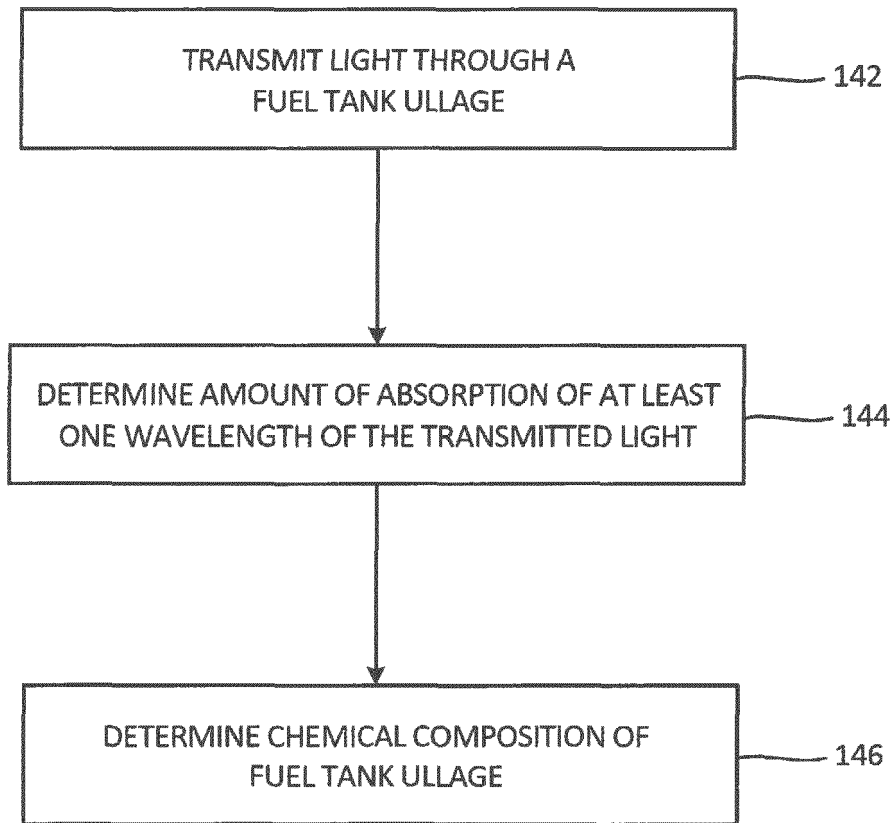 TRANSMIT LIGHT THROUGH A
FUEL TANK ULLAGE
142
DETERMINE AMOUNT OF ABSORPTION OF AT LEAST
ONE WAVELENGTH OF THE TRANSMITTED LIGHT
144
DETERMINE CHEMICAL COMPOSITION OF
FUEL TANK ULLAGE
146